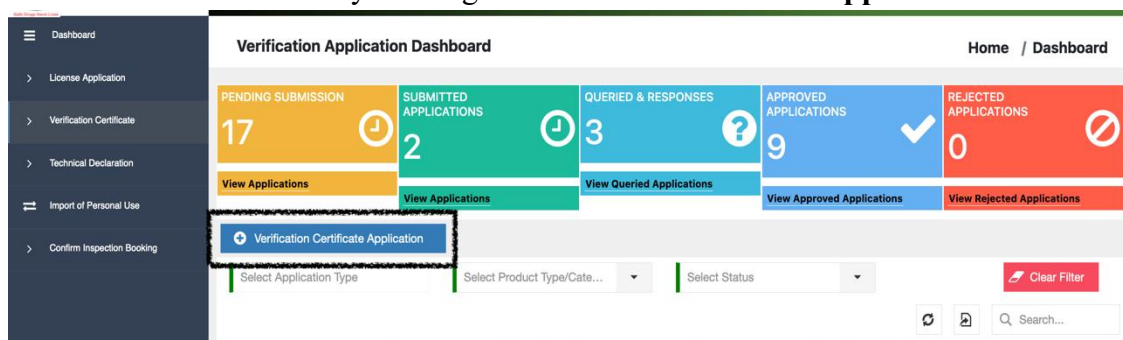 Dashboard
Verification Application Dashboard
Home / Dashboard
License Application
Verification Certificate
Technical Declaration
Import of Personal Use
Confirm Inspection Booking
PENDING SUBMISSION
17
View Applications
SUBMITTED
APPLICATIONS
2
View Applications
QUERIED & RESPONSES
3
View Queried Applications
APPROVED
APPLICATIONS
9
View Approved Applications
REJECTED
APPLICATIONS
0
View Rejected Applications
Verification Certificate Application
Select Application Type
Select Product Type/Cate...
Select Status
Clear Filter
Search...